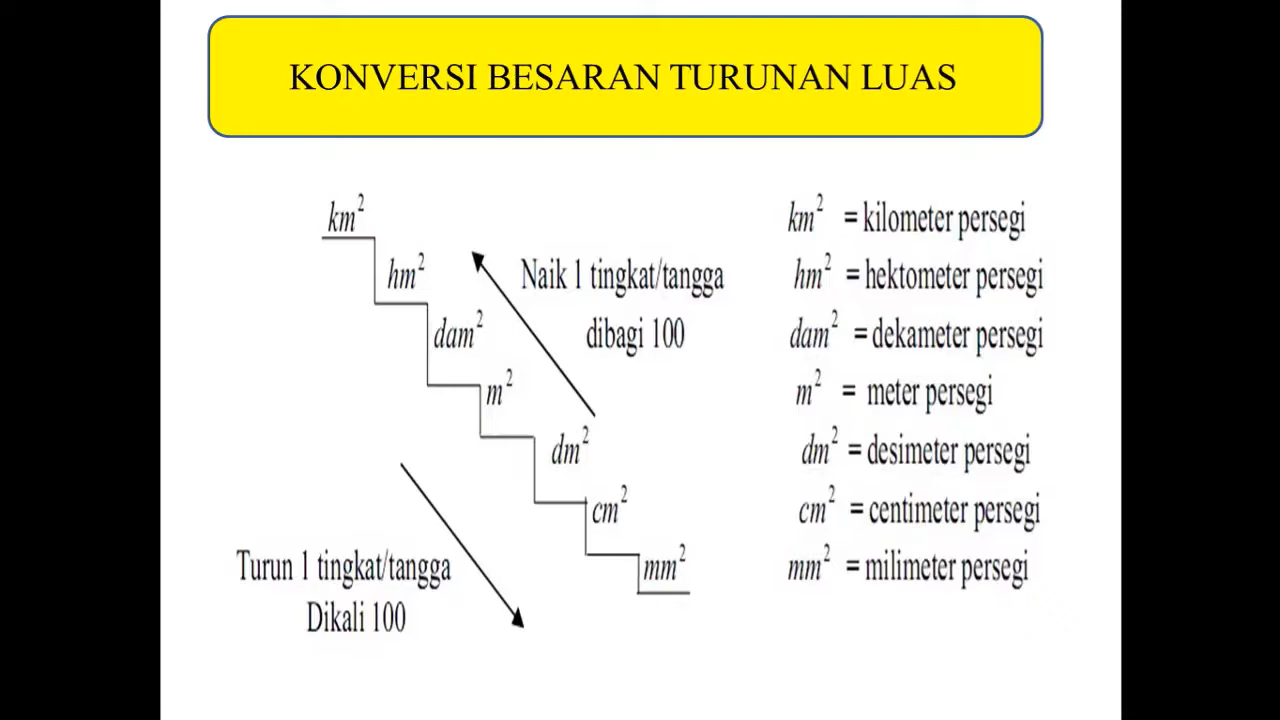 KONVERSI BESARAN TURUNAN LUAS
km²
hm²
dam²
m²
dm²
cm²
mm²
Naik 1 tingkat/tangga
dibagi 100
Turun 1 tingkat/tangga
Dikali 100
km² = kilometer persegi
hm² = hektometer persegi
dam² = dekameter persegi
m² = meter persegi
dm² = desimeter persegi
cm² = centimeter persegi
mm² = milimeter persegi